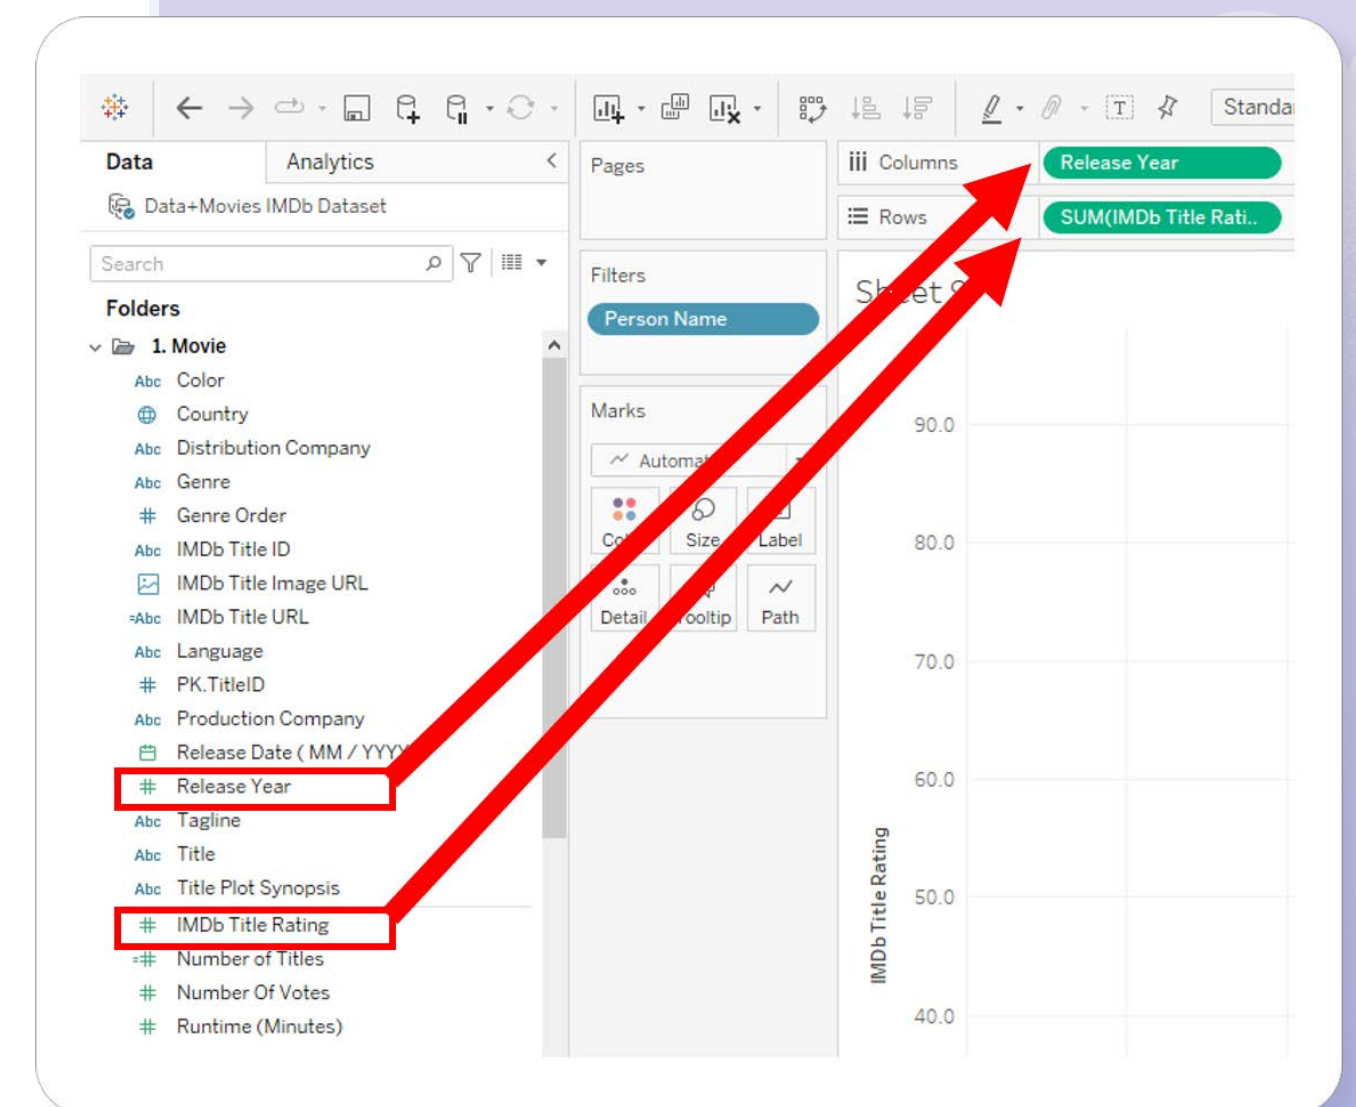 Standa
Data
Analytics
Data+Movies IMDb Dataset
Search
Folders
1. Movie
Abc Color
Country
Abc Distribution Company
Abc Genre
# Genre Order
Abc IMDb Title ID
IMDb Title Image URL
=Abc IMDb Title URL
Abc Language
# PK.TitleID
Abc Production Company
Release Date ( MM / YYYY
# Release Year
Abc Tagline
Abc Title
Abc Title Plot Synopsis
# IMDb Title Rating
=# Number of Titles
# Number Of Votes
# Runtime (Minutes)
Pages
Filters
Person Name
Marks
Automat
Size
Label
Detail
Tooltip
Path
Columns
Release Year
Rows
SUM(IMDb Title Rati..
Sheet
90.0
80.0
70.0
60.0
50.0
40.0
IMDb Title Rating